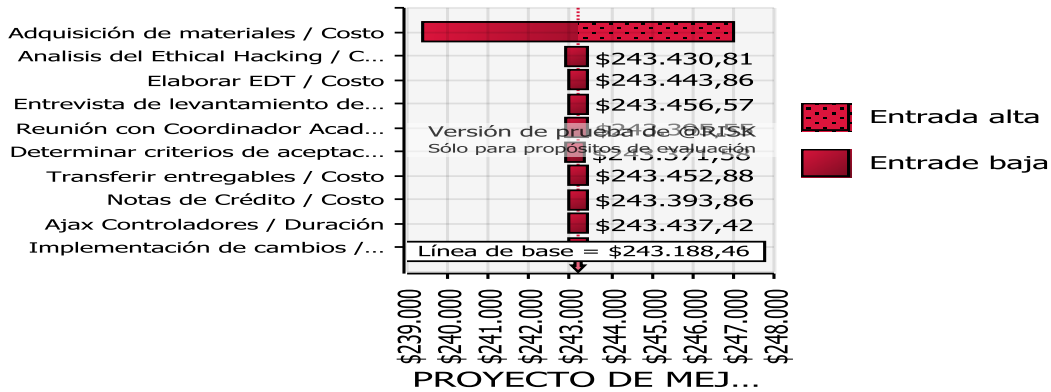 Adquisición de materiales / Costo
Analisis del Ethical Hacking / C...
$243.430,81
Elaborar EDT / Costo
$243.443,86
Entrevista de levantamiento de...
$243.456,57
Reunión con Coordinador Acad...
Versión de prueba de @RISK
Sólo para propósitos de evaluación
Determinar criterios de aceptac...
$243.371,58
Transferir entregables / Costo
$243.452,88
Notas de Crédito / Costo
$243.393,86
Ajax Controladores / Duración
$243.437,42
Implementación de cambios /...
Línea de base = $243.188,46
Entrada alta
Entrade baja
$239.000
$240.000
$241.000
$242.000
$243.000
$244.000
$245.000
$246.000
$247.000
$248.000
PROYECTO DE MEJ...